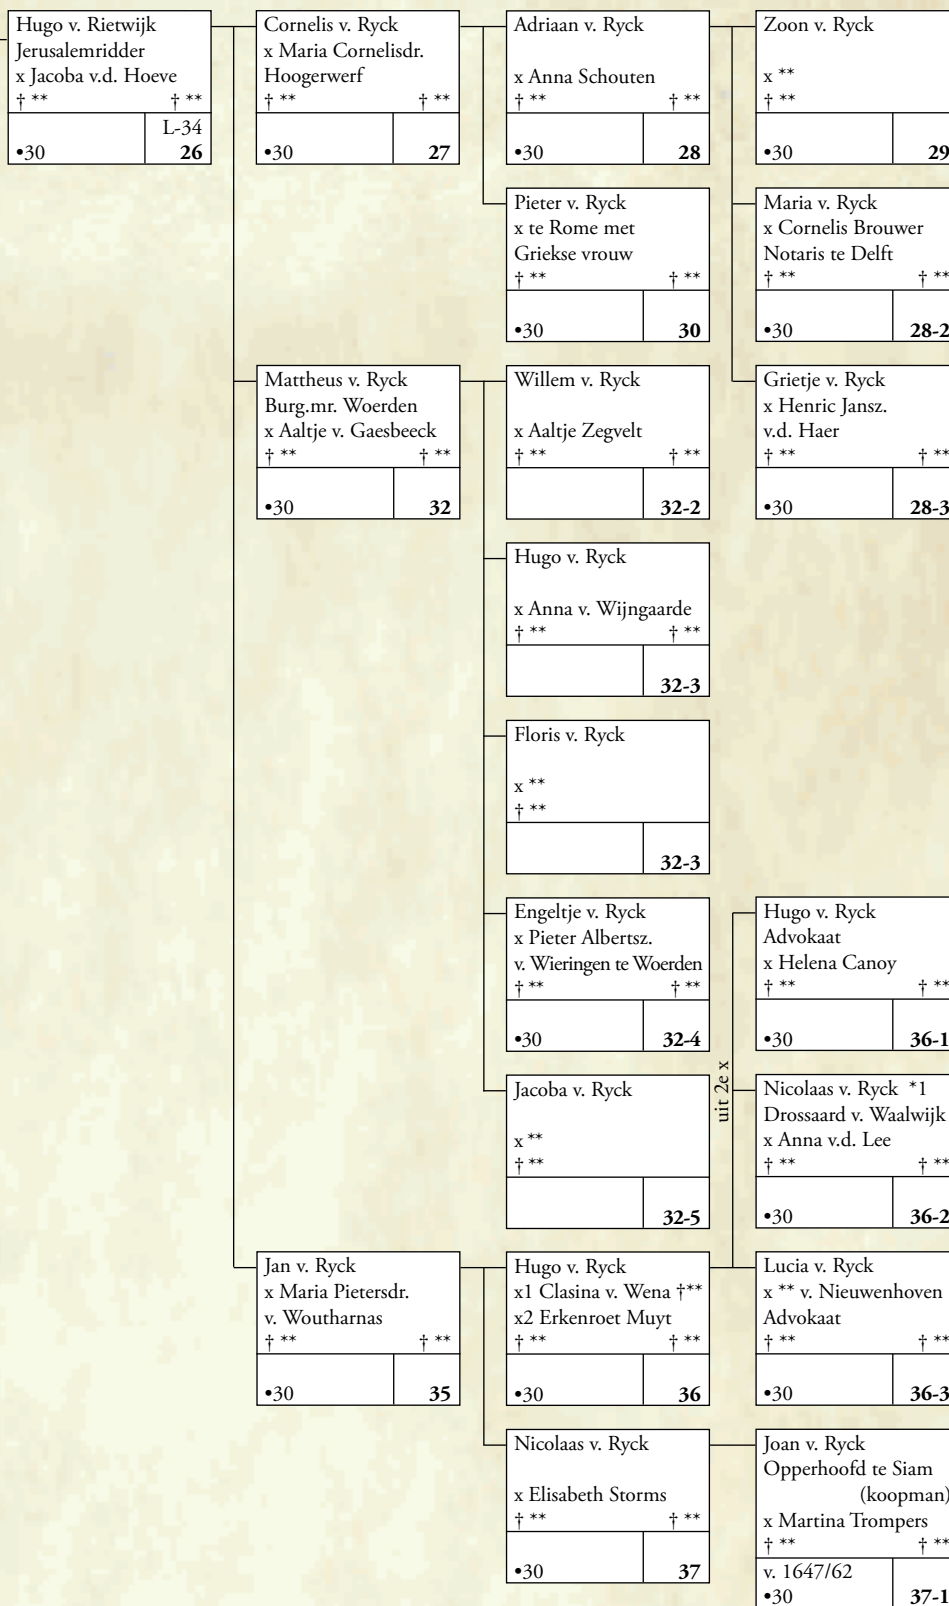 Hugo v. Rietwijk
Jerusalemridder
x Jacoba v.d. Hoeve
† ** † **
L-34
•30 26
Cornelis v. Ryck
x Maria Cornelisdr.
Hoogerwerf
† ** † **
•30 27
Adriaan v. Ryck
x Anna Schouten
† ** † **
•30 28
Zoon v. Ryck
x **
† **
•30 29
Pieter v. Ryck
x te Rome met
Griekse vrouw
† ** † **
•30 30
Maria v. Ryck
x Cornelis Brouwer
Notaris te Delft
† ** † **
•30 28-2
Mattheus v. Ryck
Burg.mr. Woerden
x Aaltje v. Gaesbeeck
† ** † **
•30 32
Willem v. Ryck
x Aaltje Zegvelt
† ** † **
32-2
Grietje v. Ryck
x Henric Jansz.
v.d. Haer
† ** † **
•30 28-3
Hugo v. Ryck
x Anna v. Wijngaarde
† ** † **
32-3
Floris v. Ryck
x **
† **
32-3
Engeltje v. Ryck
x Pieter Albertsz.
v. Wieringen te Woerden
† ** † **
•30 32-4
Hugo v. Ryck
Advokaat
x Helena Canoy
† ** † **
•30 36-1
Jacoba v. Ryck
x **
† **
32-5
uit 2e x
Nicolaas v. Ryck *1
Drossaard v. Waalwijk
x Anna v.d. Lee
† ** † **
•30 36-2
Jan v. Ryck
x Maria Pietersdr.
v. Woutharnas
† ** † **
•30 35
Hugo v. Ryck
x1 Clasina v. Wena †**
x2 Erkenroet Muyt
† ** † **
•30 36
Lucia v. Ryck
x ** v. Nieuwenhoven
Advokaat
† ** † **
•30 36-3
Nicolaas v. Ryck
x Elisabeth Storms
† ** † **
•30 37
Joan v. Ryck
Opperhoofd te Siam
(koopman)
x Martina Trompers
† ** † **
v. 1647/62
•30 37-1